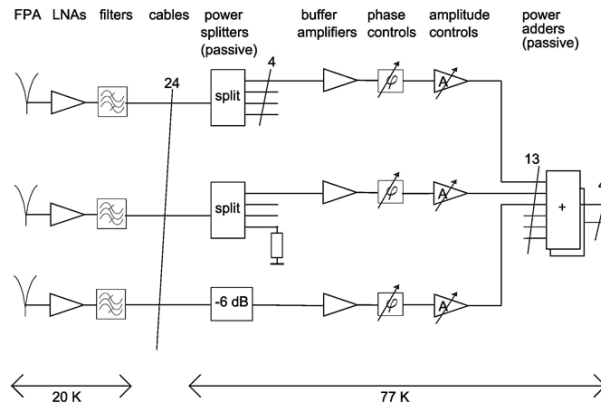 FPA LNAs filters cables power splitters (passive) buffer amplifiers phase controls amplitude controls power adders (passive)
24
4
split
φ
A
13
split
φ
A
+
4
-6 dB
φ
A
20 K
77 K